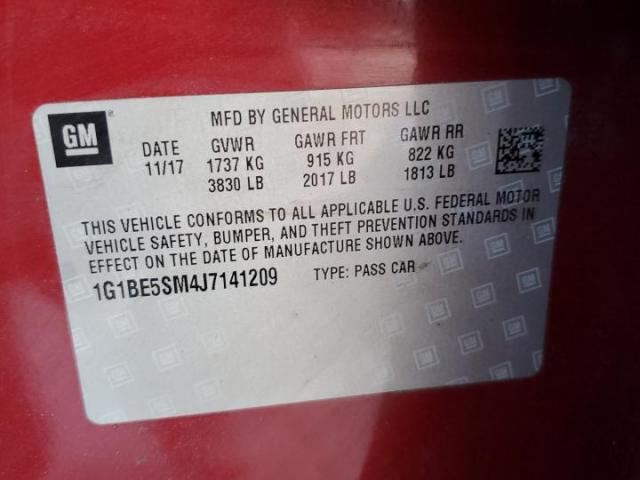 GM
MFD BY GENERAL MOTORS LLC
DATE GVWR GAWR FRT GAWR RR
11/17 1737 KG 915 KG 822 KG
3830 LB 2017 LB 1813 LB
THIS VEHICLE CONFORMS TO ALL APPLICABLE U.S. FEDERAL MOTOR
VEHICLE SAFETY, BUMPER, AND THEFT PREVENTION STANDARDS IN
EFFECT ON THE DATE OF MANUFACTURE SHOWN ABOVE.
1G1BE5SM4J7141209 TYPE: PASS CAR